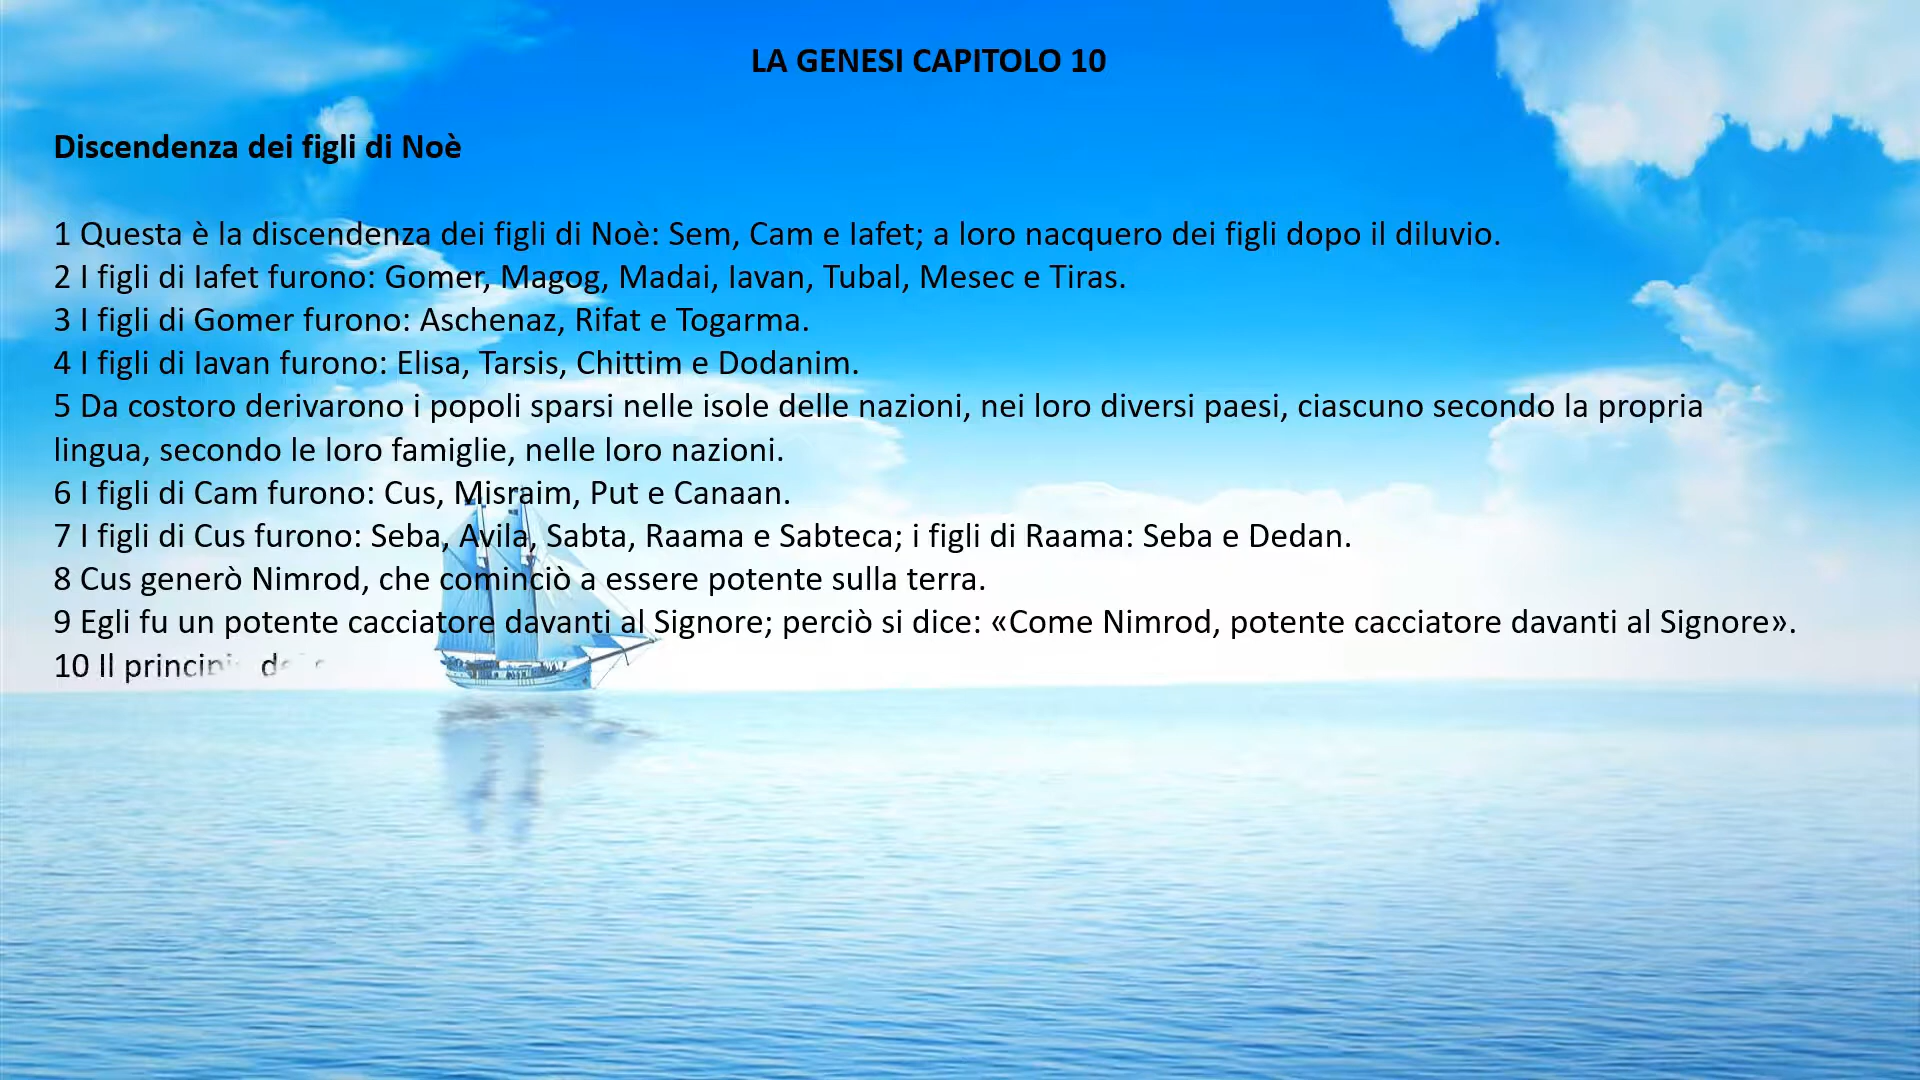 LA GENESI CAPITOLO 10
Discendenza dei figli di Noè
1 Questa è la discendenza dei figli di Noè: Sem, Cam e Iafet; a loro nacquero dei figli dopo il diluvio.
2 I figli di Iafet furono: Gomer, Magog, Madai, Iavan, Tubal, Mesec e Tiras.
3 I figli di Gomer furono: Aschenaz, Rifat e Togarma.
4 I figli di Iavan furono: Elisa, Tarsis, Chittim e Dodanim.
5 Da costoro derivarono i popoli sparsi nelle isole delle nazioni, nei loro diversi paesi, ciascuno secondo la propria
lingua, secondo le loro famiglie, nelle loro nazioni.
6 I figli di Cam furono: Cus, Misraim, Put e Canaan.
7 I figli di Cus furono: Seba, Avila, Sabta, Raama e Sabteca; i figli di Raama: Seba e Dedan.
8 Cus generò Nimrod, che cominciò a essere potente sulla terra.
9 Egli fu un potente cacciatore davanti al Signore; perciò si dice: «Come Nimrod, potente cacciatore davanti al Signore».
10 Il